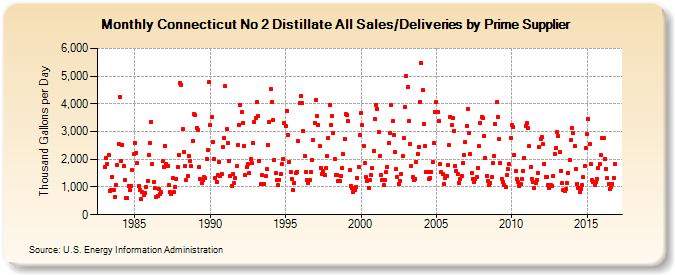 Monthly Connecticut No 2 Distillate All Sales/Deliveries by Prime Supplier
Thousand Gallons per Day
6,000
5,000
4,000
3,000
2,000
1,000
0
1985 1990 1995 2000 2005 2010 2015
Source: U.S. Energy Information Administration